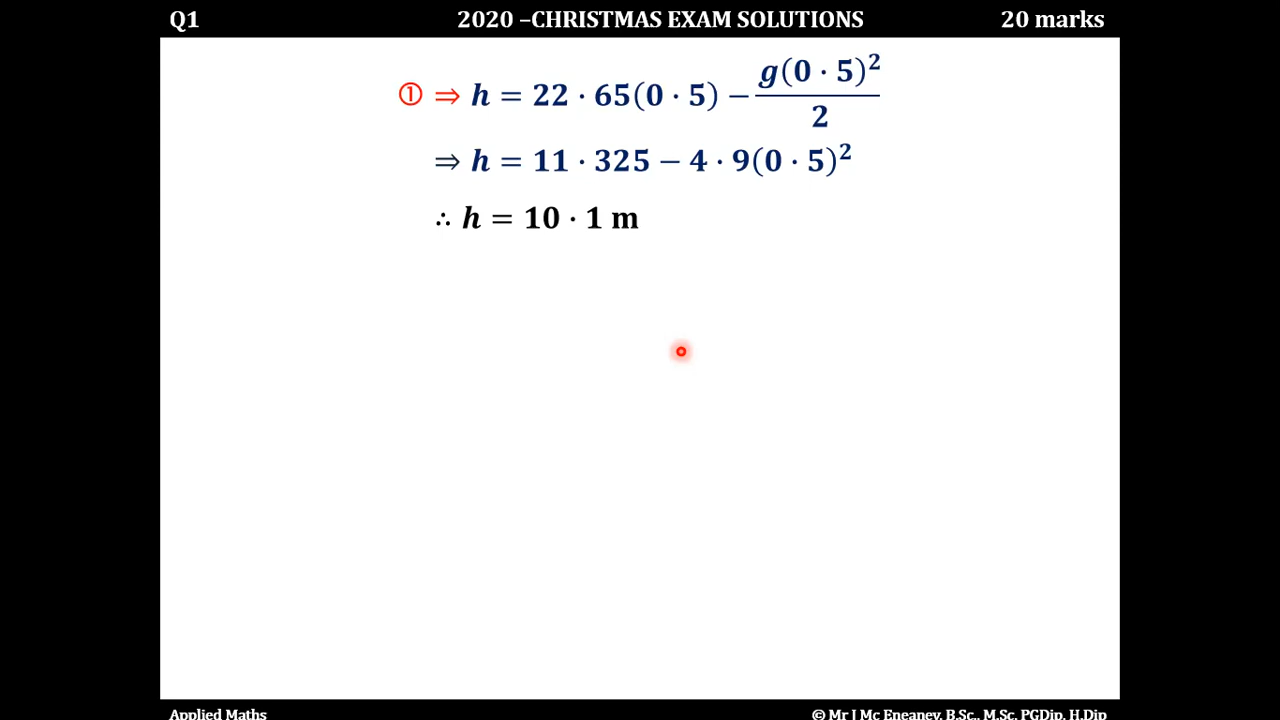 Q1 2020 –CHRISTMAS EXAM SOLUTIONS 20 marks
① ⇒ h = 22 · 65(0 · 5) − g(0 · 5)² / 2
⇒ h = 11 · 325 − 4 · 9(0 · 5)²
∴ h = 10 · 1 m
Applied Maths © Mr J Mc Eneaney, B.Sc., M.Sc, PGDip, H.Dip